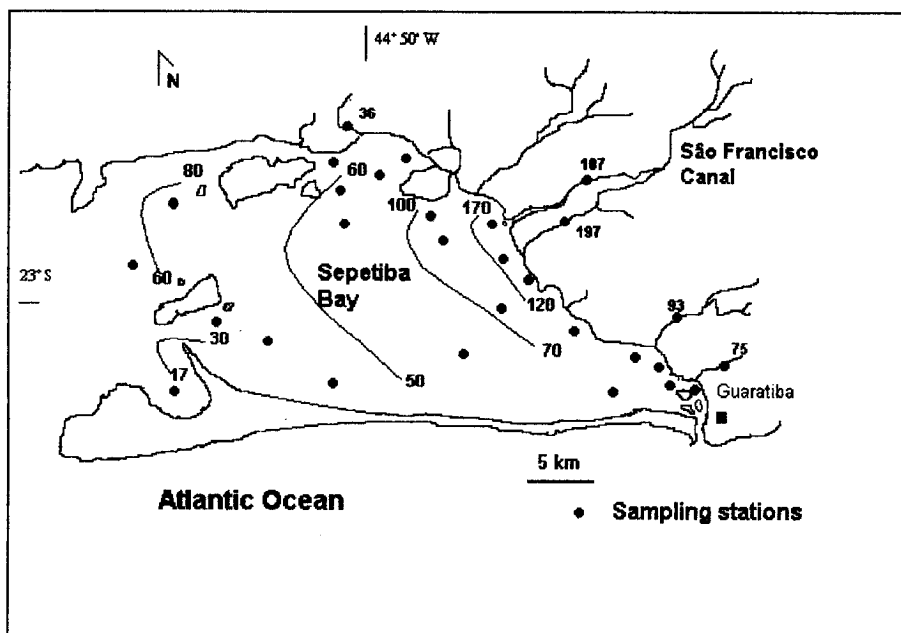 44° 50' W
N
36
80
60
187
São Francisco
Canal
100
170
197
60
23° S
Sepetiba
Bay
120
93
30
70
75
17
50
Guaratiba
5 km
Atlantic Ocean
Sampling stations